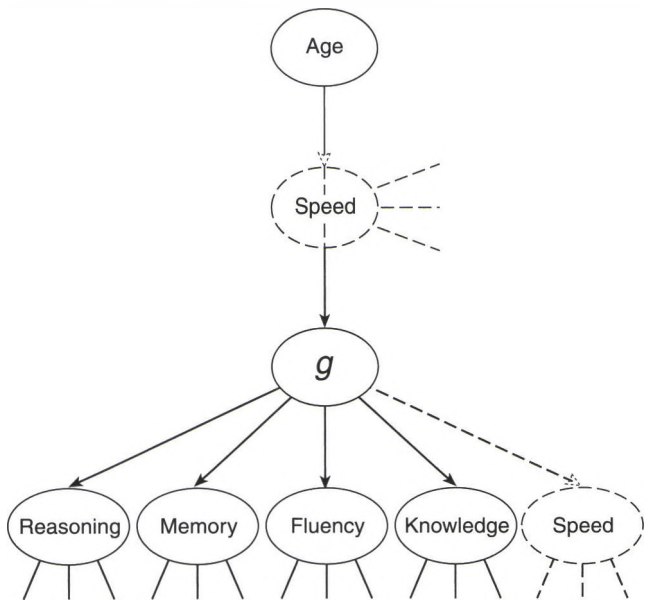 Age
Speed
g
Reasoning
Memory
Fluency
Knowledge
Speed